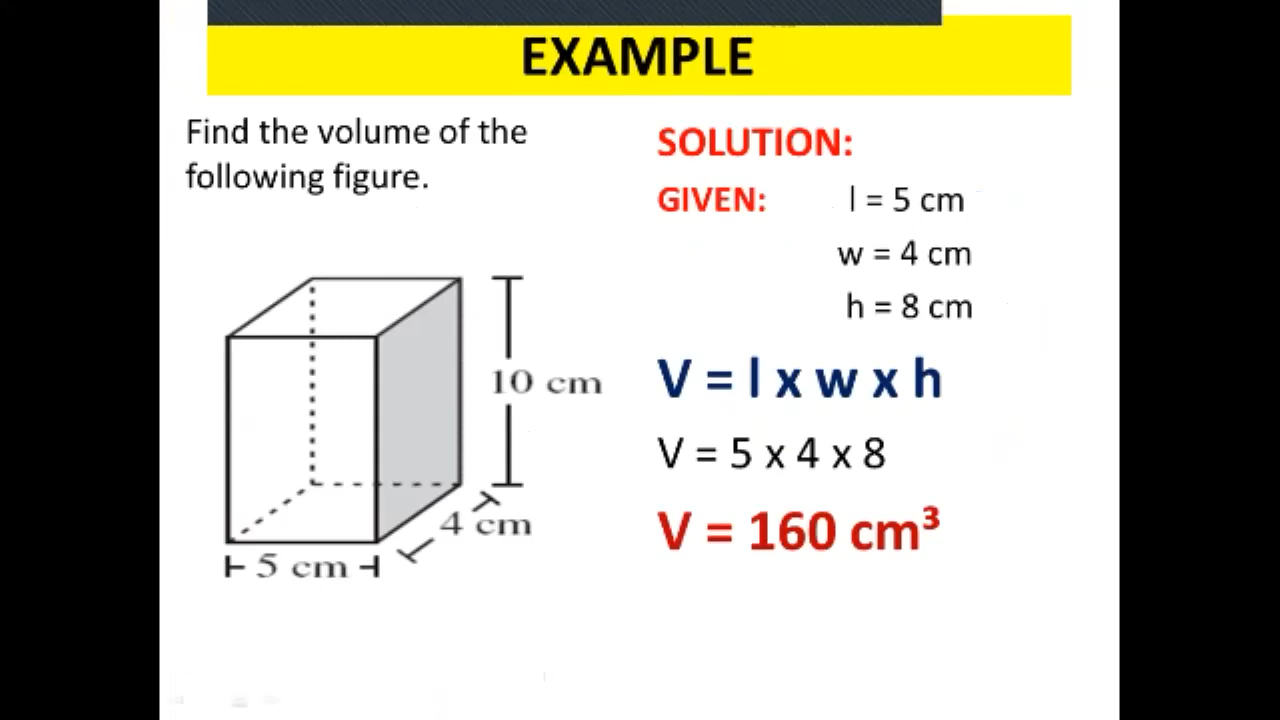 EXAMPLE
Find the volume of the
following figure.
10 cm
4 cm
5 cm
SOLUTION:
GIVEN: l = 5 cm
w = 4 cm
h = 8 cm
V = l x w x h
V = 5 x 4 x 8
V = 160 cm³